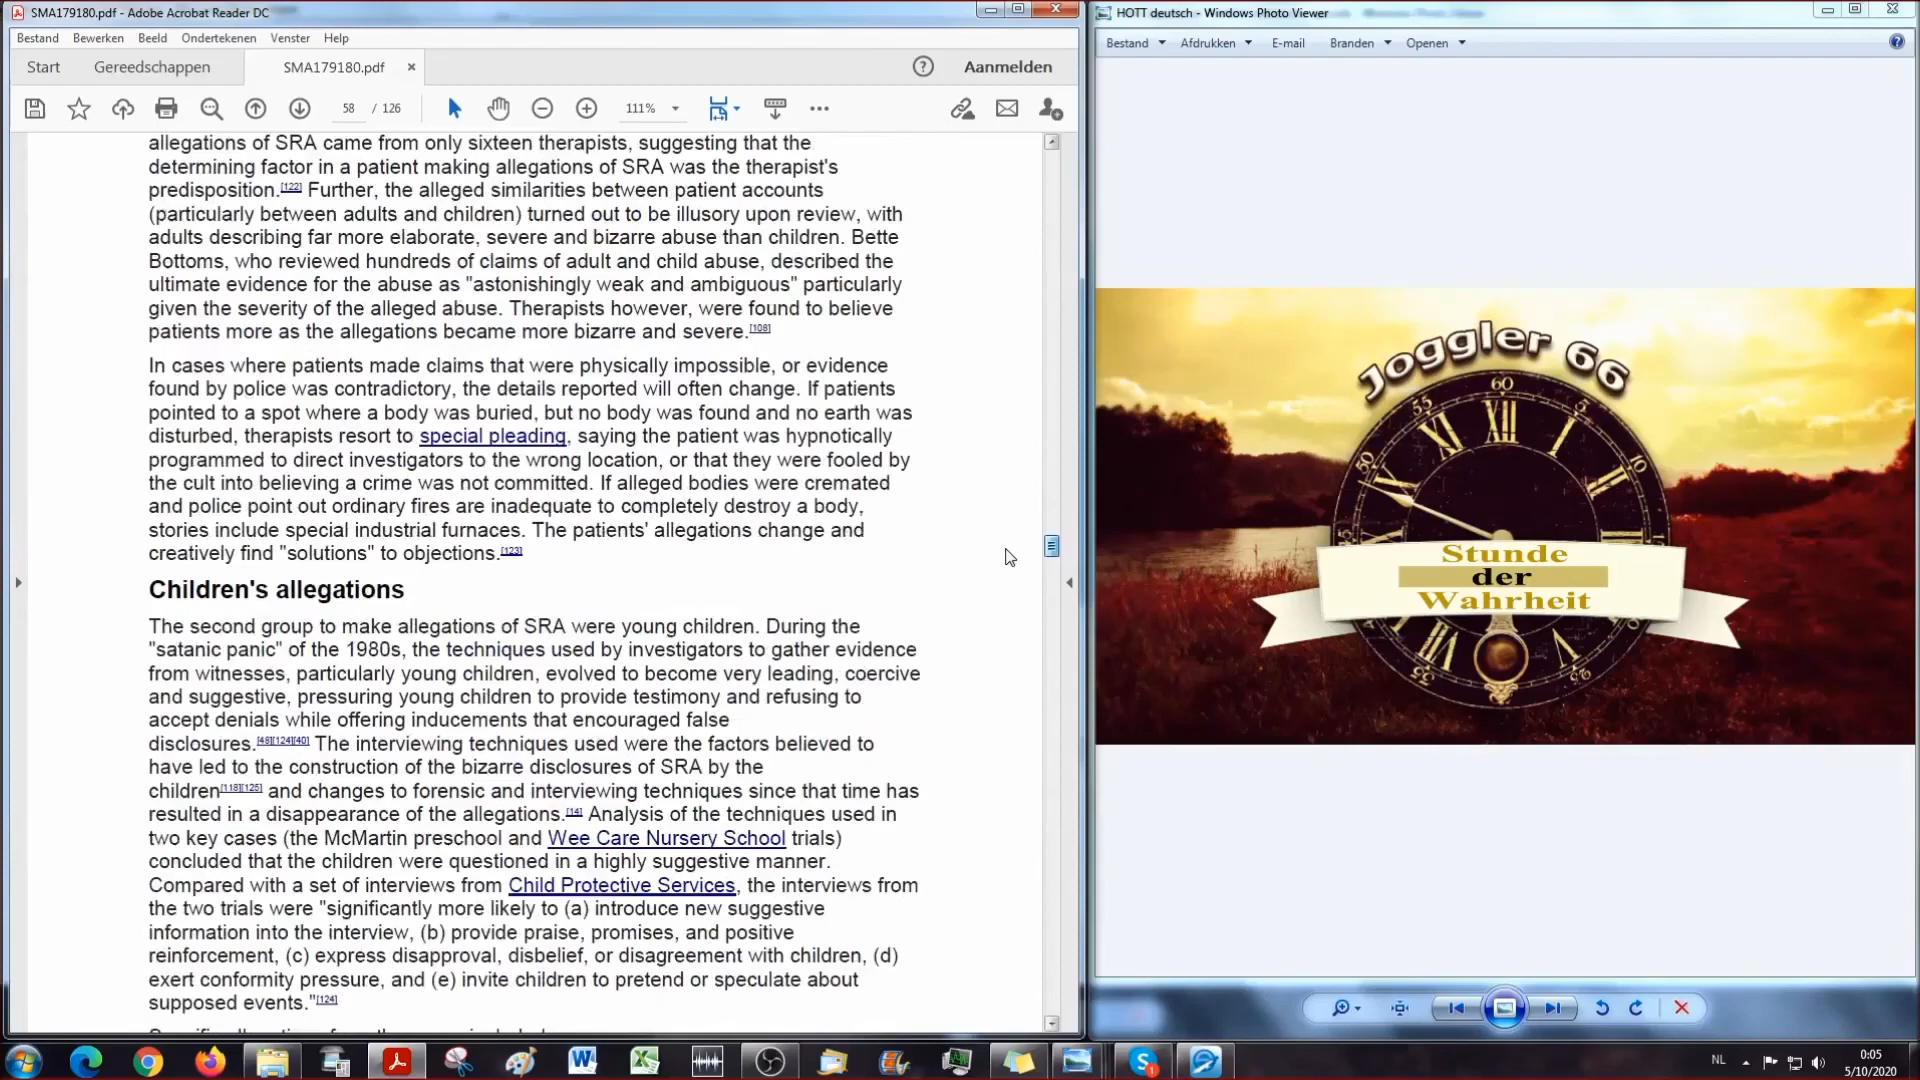 SMA179180.pdf - Adobe Acrobat Reader DC
Bestand Bewerken Beeld Ondertekenen Venster Help
Start Gereedschappen SMA179180.pdf × Aanmelden
58 / 126 111%
allegations of SRA came from only sixteen therapists, suggesting that the
determining factor in a patient making allegations of SRA was the therapist's
predisposition.[122] Further, the alleged similarities between patient accounts
(particularly between adults and children) turned out to be illusory upon review, with
adults describing far more elaborate, severe and bizarre abuse than children. Bette
Bottoms, who reviewed hundreds of claims of adult and child abuse, described the
ultimate evidence for the abuse as "astonishingly weak and ambiguous" particularly
given the severity of the alleged abuse. Therapists however, were found to believe
patients more as the allegations became more bizarre and severe.[108]
In cases where patients made claims that were physically impossible, or evidence
found by police was contradictory, the details reported will often change. If patients
pointed to a spot where a body was buried, but no body was found and no earth was
disturbed, therapists resort to special pleading, saying the patient was hypnotically
programmed to direct investigators to the wrong location, or that they were fooled by
the cult into believing a crime was not committed. If alleged bodies were cremated
and police point out ordinary fires are inadequate to completely destroy a body,
stories include special industrial furnaces. The patients' allegations change and
creatively find "solutions" to objections.[123]
Children's allegations
The second group to make allegations of SRA were young children. During the
"satanic panic" of the 1980s, the techniques used by investigators to gather evidence
from witnesses, particularly young children, evolved to become very leading, coercive
and suggestive, pressuring young children to provide testimony and refusing to
accept denials while offering inducements that encouraged false
disclosures.[48][124][40] The interviewing techniques used were the factors believed to
have led to the construction of the bizarre disclosures of SRA by the
children[118][125] and changes to forensic and interviewing techniques since that time has
resulted in a disappearance of the allegations.[14] Analysis of the techniques used in
two key cases (the McMartin preschool and Wee Care Nursery School trials)
concluded that the children were questioned in a highly suggestive manner.
Compared with a set of interviews from Child Protective Services, the interviews from
the two trials were "significantly more likely to (a) introduce new suggestive
information into the interview, (b) provide praise, promises, and positive
reinforcement, (c) express disapproval, disbelief, or disagreement with children, (d)
exert conformity pressure, and (e) invite children to pretend or speculate about
supposed events."[124]
HOTT deutsch - Windows Photo Viewer
Bestand Afdrukken E-mail Branden Openen
Joggler 66
60
55 5
XII
XI I
50 10
Stunde
der
Wahrheit
NL
0:05
5/10/2020